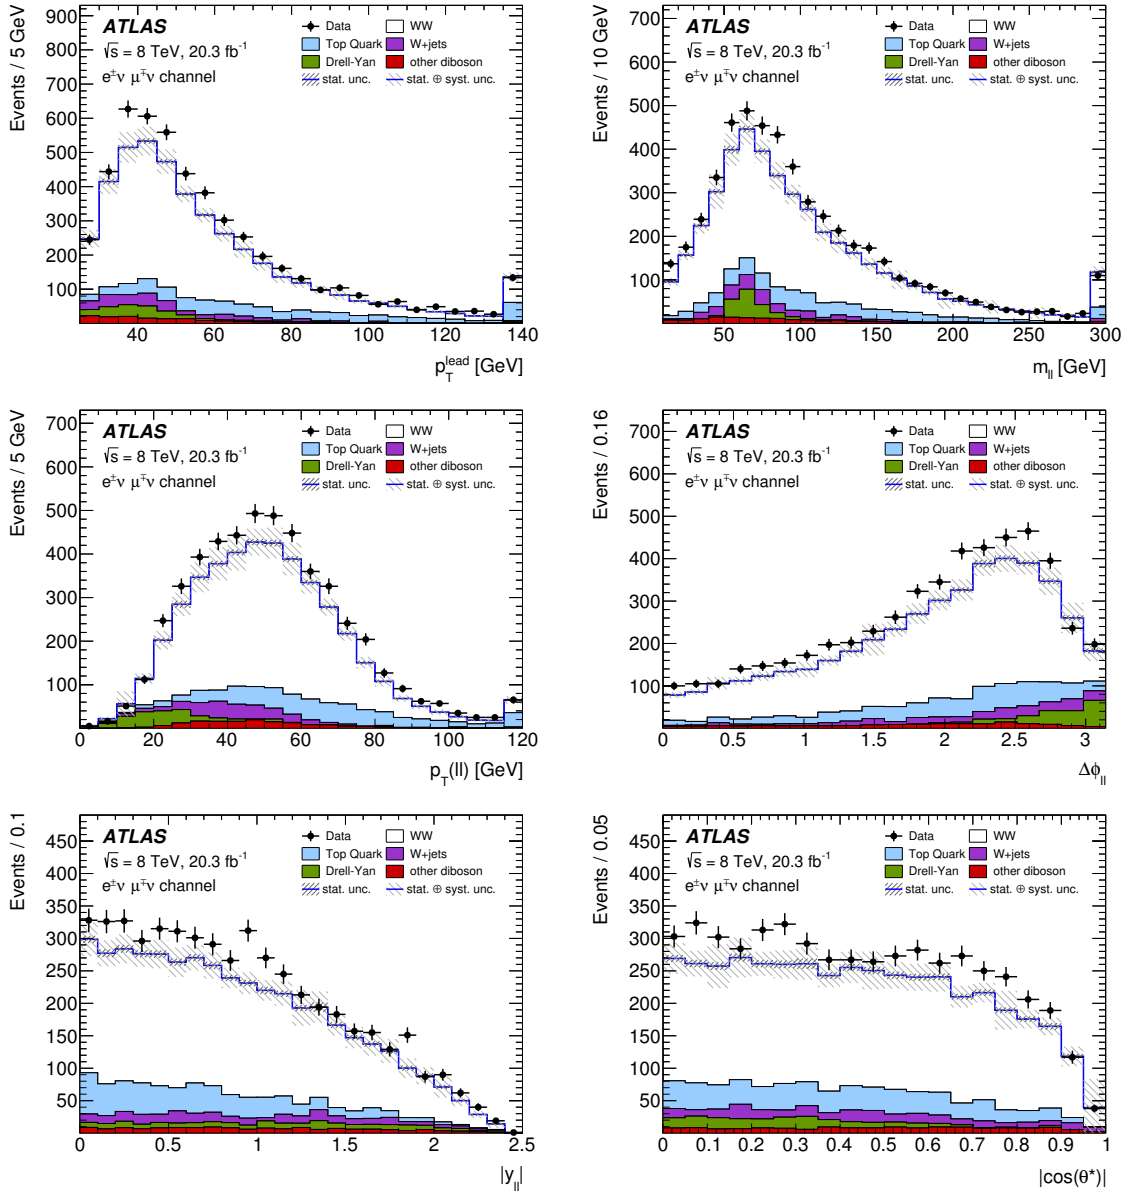 Events / 5 GeV
900
800
700
600
500
400
300
200
100
ATLAS
√s = 8 TeV, 20.3 fb⁻¹
e±ν μ∓ν channel
Data
WW
Top Quark
W+jets
Drell-Yan
other diboson
stat. unc.
stat. ⊕ syst. unc.
40 60 80 100 120 140
p_T^lead [GeV]
Events / 10 GeV
700
600
500
400
300
200
100
ATLAS
√s = 8 TeV, 20.3 fb⁻¹
e±ν μ∓ν channel
Data
WW
Top Quark
W+jets
Drell-Yan
other diboson
stat. unc.
stat. ⊕ syst. unc.
0 50 100 150 200 250 300
m_ll [GeV]
Events / 5 GeV
700
600
500
400
300
200
100
ATLAS
√s = 8 TeV, 20.3 fb⁻¹
e±ν μ∓ν channel
Data
WW
Top Quark
W+jets
Drell-Yan
other diboson
stat. unc.
stat. ⊕ syst. unc.
0 20 40 60 80 100 120
p_T(ll) [GeV]
Events / 0.16
700
600
500
400
300
200
100
ATLAS
√s = 8 TeV, 20.3 fb⁻¹
e±ν μ∓ν channel
Data
WW
Top Quark
W+jets
Drell-Yan
other diboson
stat. unc.
stat. ⊕ syst. unc.
0 0.5 1 1.5 2 2.5 3
Δϕ_ll
Events / 0.1
450
400
350
300
250
200
150
100
50
ATLAS
√s = 8 TeV, 20.3 fb⁻¹
e±ν μ∓ν channel
Data
WW
Top Quark
W+jets
Drell-Yan
other diboson
stat. unc.
stat. ⊕ syst. unc.
0 0.5 1 1.5 2 2.5
|y_ll|
Events / 0.05
450
400
350
300
250
200
150
100
50
ATLAS
√s = 8 TeV, 20.3 fb⁻¹
e±ν μ∓ν channel
Data
WW
Top Quark
W+jets
Drell-Yan
other diboson
stat. unc.
stat. ⊕ syst. unc.
0 0.1 0.2 0.3 0.4 0.5 0.6 0.7 0.8 0.9 1
|cos(θ*)|